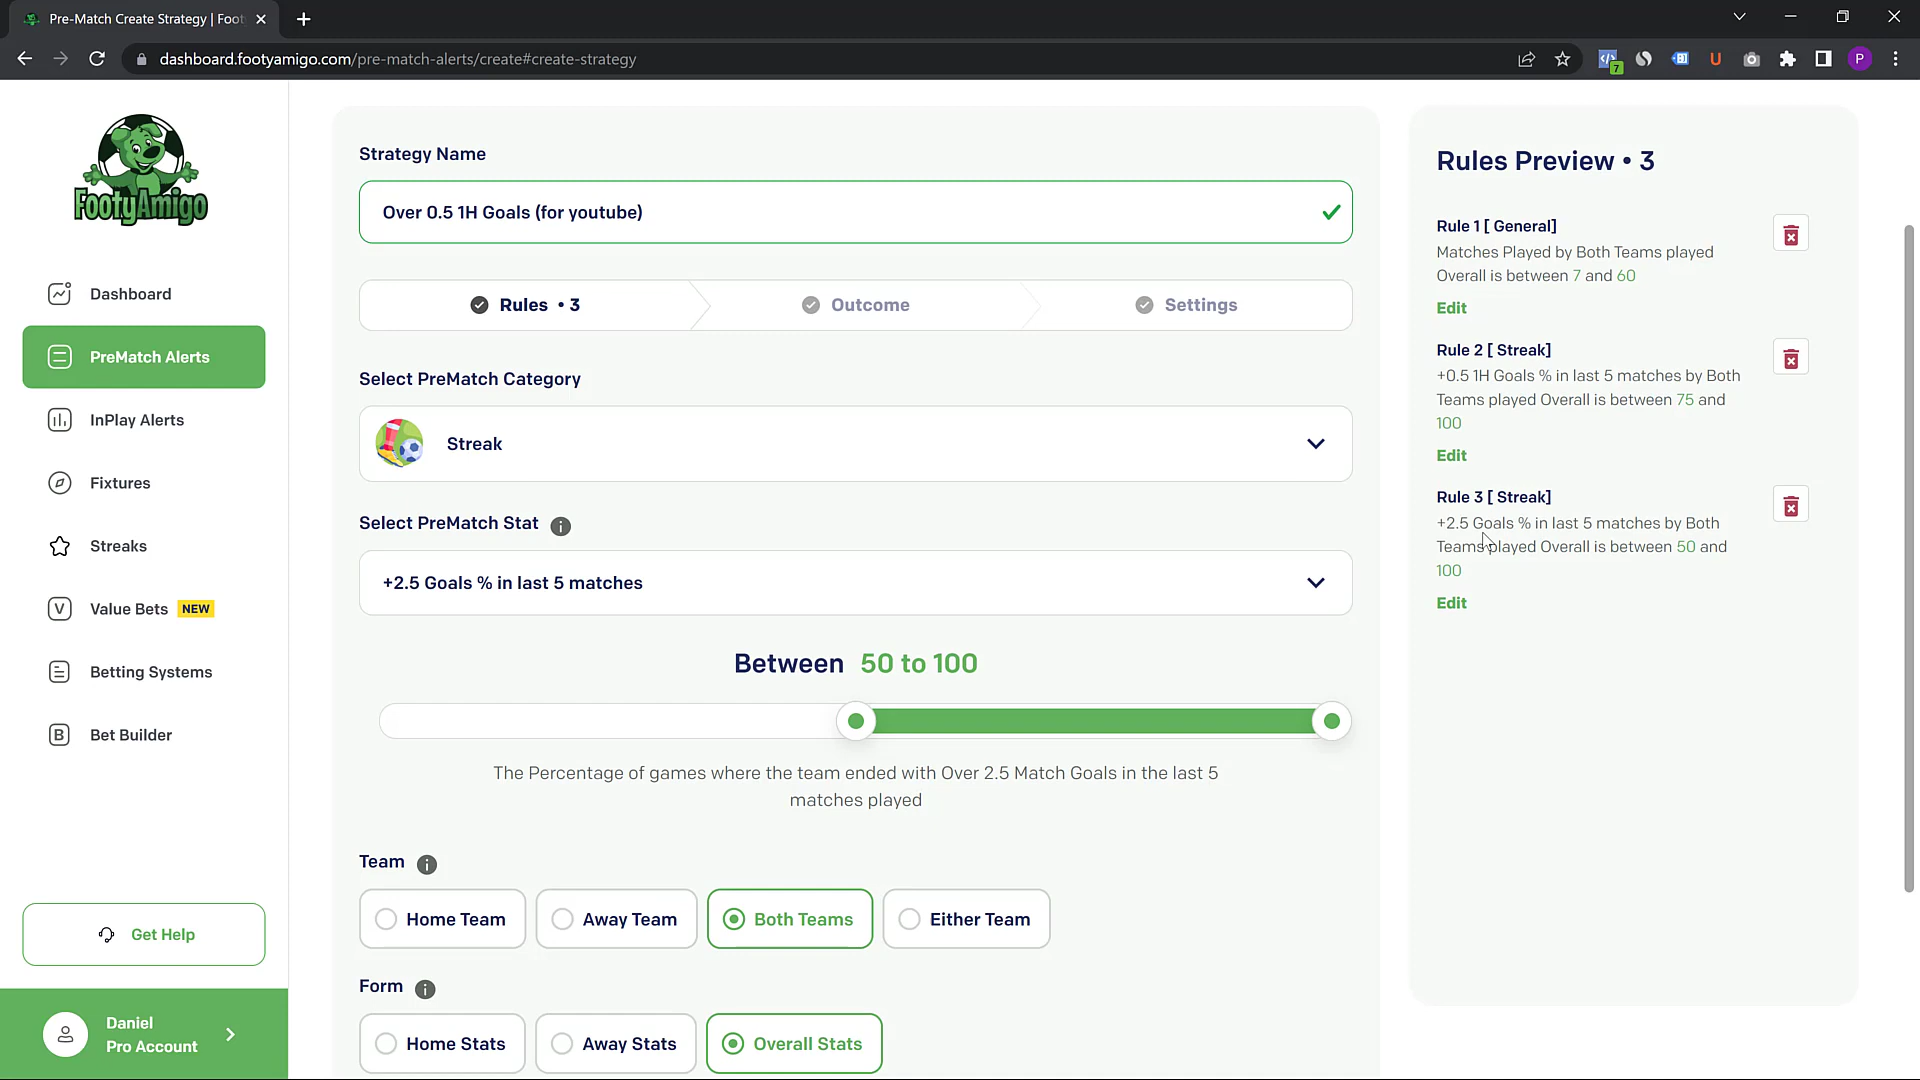 Pre-Match Create Strategy | Foot
dashboard.footyamigo.com/pre-match-alerts/create#create-strategy
7
U
P
FootyAmigo
Dashboard
PreMatch Alerts
InPlay Alerts
Fixtures
Streaks
V
Value Bets NEW
Betting Systems
B
Bet Builder
Get Help
Daniel
Pro Account
Strategy Name
Over 0.5 1H Goals (for youtube)
Rules • 3
Outcome
Settings
Select PreMatch Category
Streak
Select PreMatch Stat i
+2.5 Goals % in last 5 matches
Between 50 to 100
The Percentage of games where the team ended with Over 2.5 Match Goals in the last 5
matches played
Team i
Home Team
Away Team
Both Teams
Either Team
Form i
Home Stats
Away Stats
Overall Stats
Rules Preview • 3
Rule 1 [ General]
Matches Played by Both Teams played
Overall is between 7 and 60
Edit
Rule 2 [ Streak]
+0.5 1H Goals % in last 5 matches by Both
Teams played Overall is between 75 and
100
Edit
Rule 3 [ Streak]
+2.5 Goals % in last 5 matches by Both
Teams played Overall is between 50 and
100
Edit